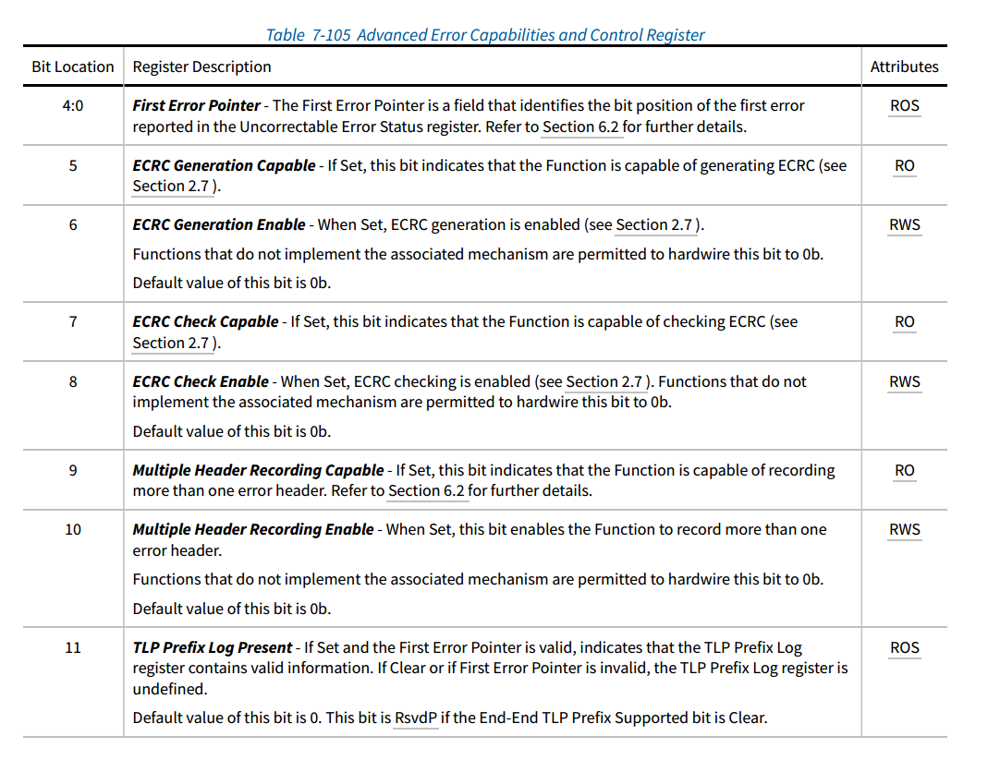 Table 7-105 Advanced Error Capabilities and Control Register
Bit Location Register Description Attributes
4:0 First Error Pointer - The First Error Pointer is a field that identifies the bit position of the first error ROS
reported in the Uncorrectable Error Status register. Refer to Section 6.2 for further details.
5 ECRC Generation Capable - If Set, this bit indicates that the Function is capable of generating ECRC (see RO
Section 2.7 ).
6 ECRC Generation Enable - When Set, ECRC generation is enabled (see Section 2.7 ). RWS
Functions that do not implement the associated mechanism are permitted to hardwire this bit to 0b.
Default value of this bit is 0b.
7 ECRC Check Capable - If Set, this bit indicates that the Function is capable of checking ECRC (see RO
Section 2.7 ).
8 ECRC Check Enable - When Set, ECRC checking is enabled (see Section 2.7 ). Functions that do not RWS
implement the associated mechanism are permitted to hardwire this bit to 0b.
Default value of this bit is 0b.
9 Multiple Header Recording Capable - If Set, this bit indicates that the Function is capable of recording RO
more than one error header. Refer to Section 6.2 for further details.
10 Multiple Header Recording Enable - When Set, this bit enables the Function to record more than one RWS
error header.
Functions that do not implement the associated mechanism are permitted to hardwire this bit to 0b.
Default value of this bit is 0b.
11 TLP Prefix Log Present - If Set and the First Error Pointer is valid, indicates that the TLP Prefix Log ROS
register contains valid information. If Clear or if First Error Pointer is invalid, the TLP Prefix Log register is
undefined.
Default value of this bit is 0. This bit is RsvdP if the End-End TLP Prefix Supported bit is Clear.